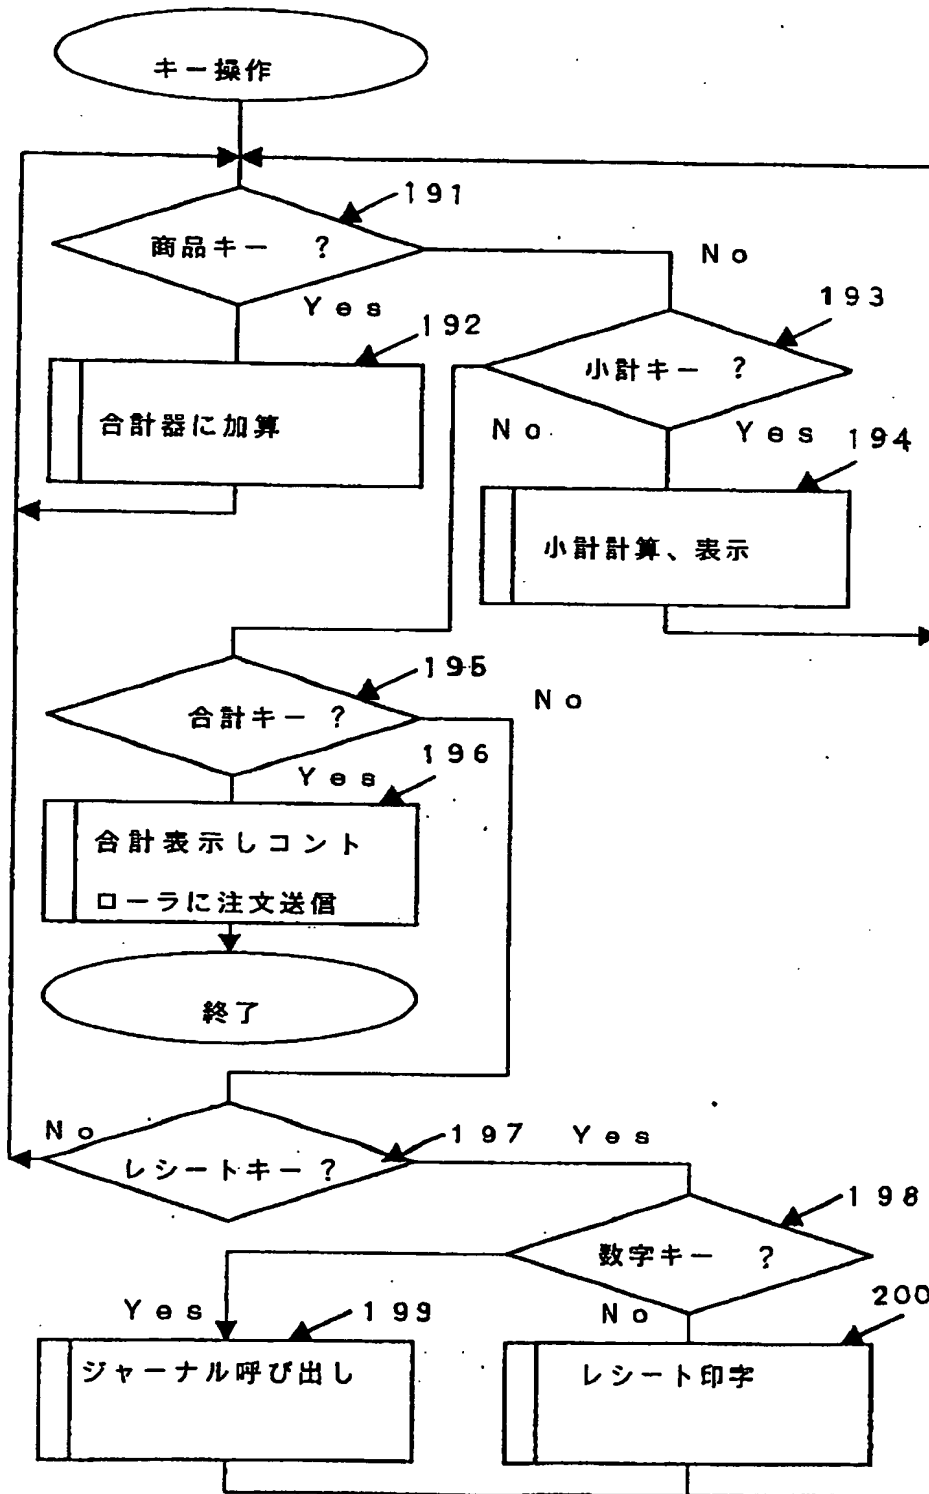 キー操作
191
商品キー ?
No
Yes
193
192
小計キー ?
合計器に加算
No
Yes
194
小計計算、表示
195
No
合計キー ?
196
Yes
合計表示しコント
ローラに注文送信
終了
No
197
Yes
レシートキー ?
198
数字キー ?
200
Yes
199
No
ジャーナル呼び出し
レシート印字